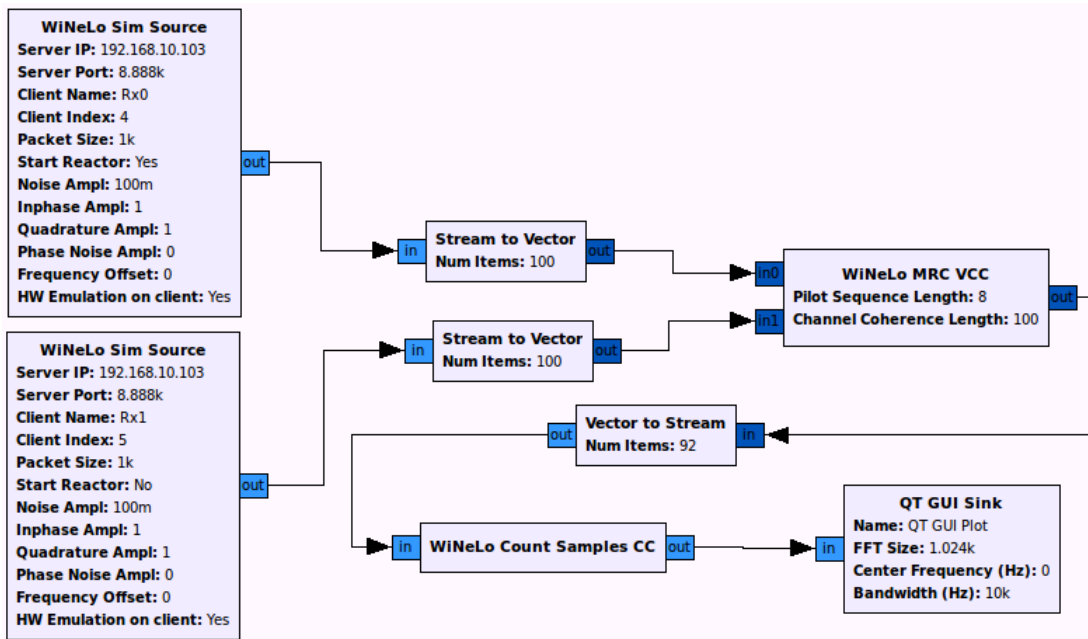 WiNeLo Sim Source
Server IP: 192.168.10.103
Server Port: 8.888k
Client Name: Rx0
Client Index: 4
Packet Size: 1k
Start Reactor: Yes
Noise Ampl: 100m
Inphase Ampl: 1
Quadrature Ampl: 1
Phase Noise Ampl: 0
Frequency Offset: 0
HW Emulation on client: Yes
out
in
Stream to Vector
Num Items: 100
out
in0
in1
WiNeLo MRC VCC
Pilot Sequence Length: 8
Channel Coherence Length: 100
out
WiNeLo Sim Source
Server IP: 192.168.10.103
Server Port: 8.888k
Client Name: Rx1
Client Index: 5
Packet Size: 1k
Start Reactor: No
Noise Ampl: 100m
Inphase Ampl: 1
Quadrature Ampl: 1
Phase Noise Ampl: 0
Frequency Offset: 0
HW Emulation on client: Yes
out
in
Stream to Vector
Num Items: 100
out
out
Vector to Stream
Num Items: 92
in
in
WiNeLo Count Samples CC
out
in
QT GUI Sink
Name: QT GUI Plot
FFT Size: 1.024k
Center Frequency (Hz): 0
Bandwidth (Hz): 10k